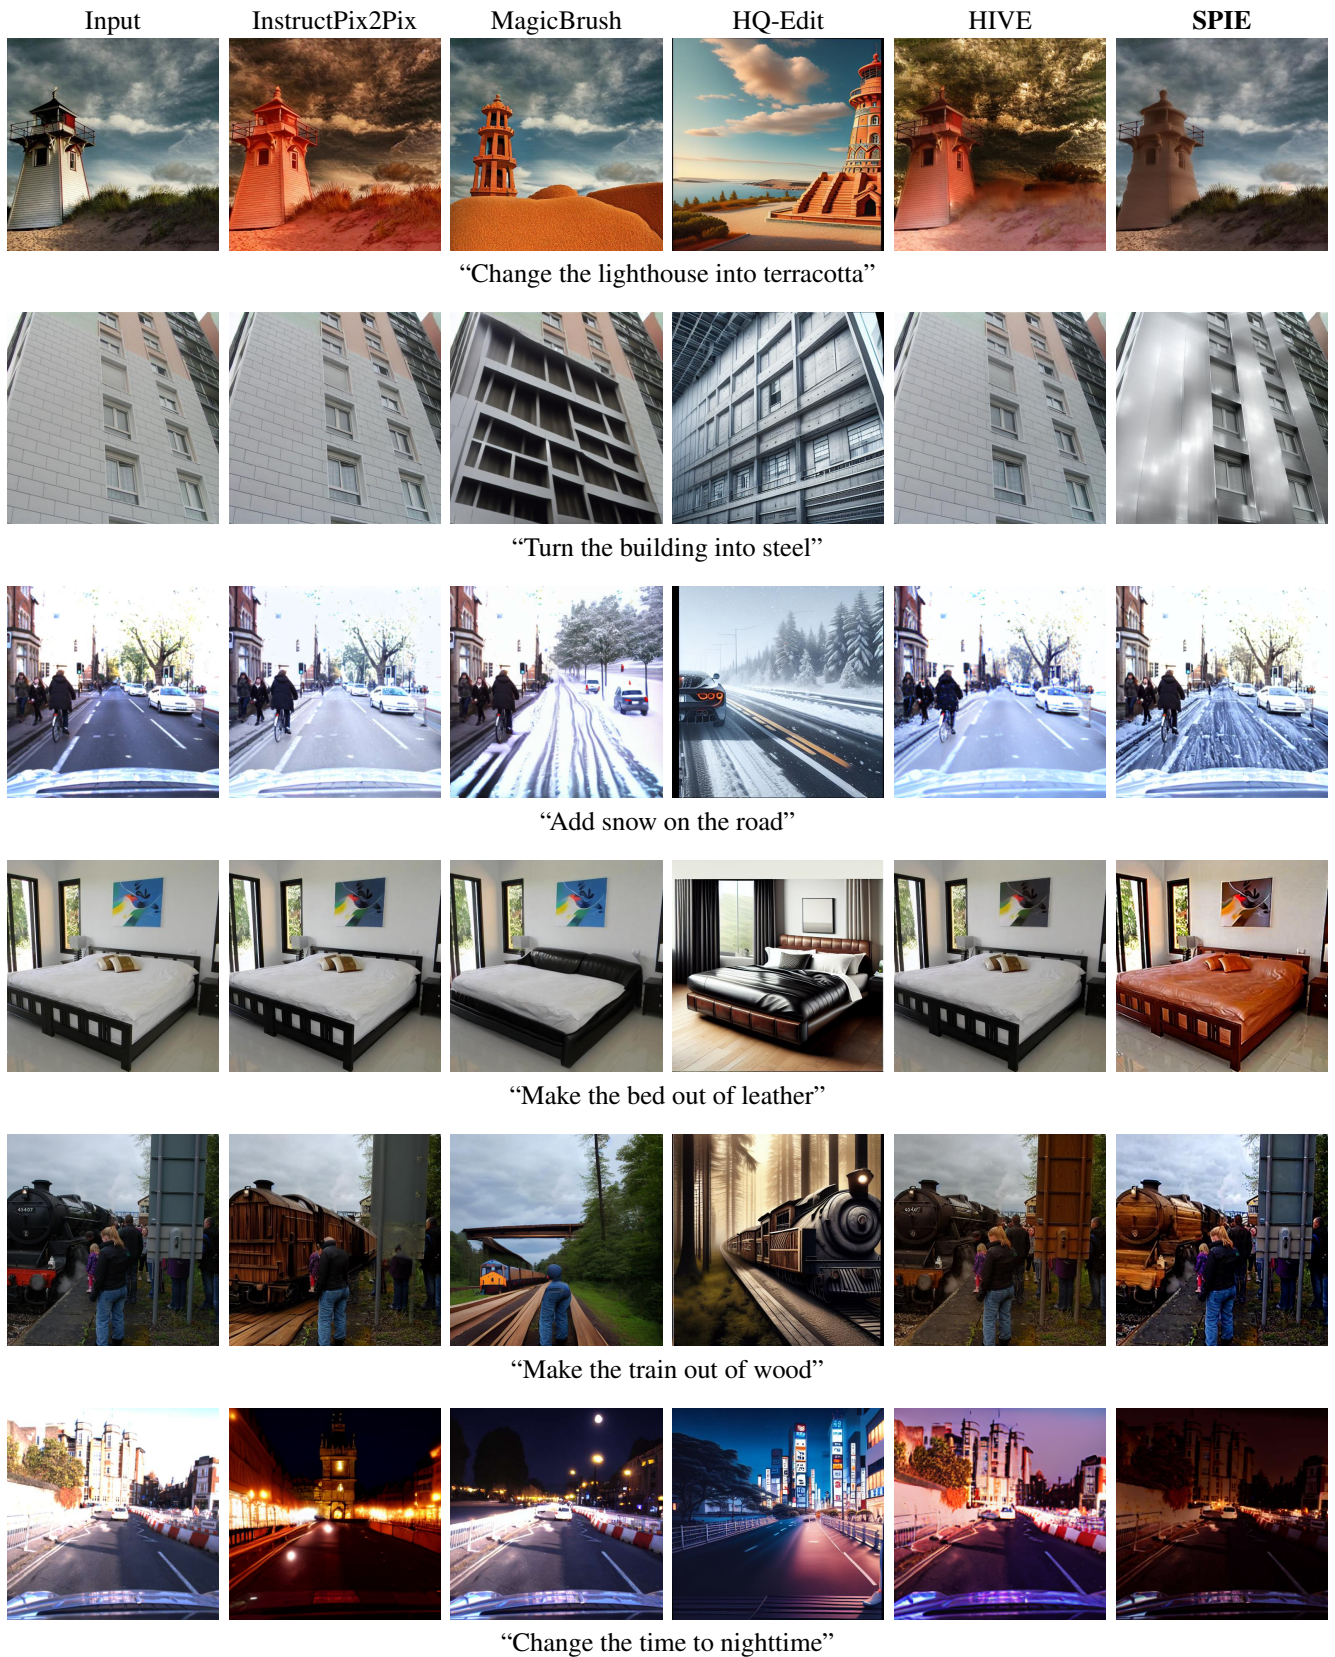 Input InstructPix2Pix MagicBrush HQ-Edit HIVE SPIE
“Change the lighthouse into terracotta”
“Turn the building into steel”
“Add snow on the road”
“Make the bed out of leather”
“Make the train out of wood”
“Change the time to nighttime”